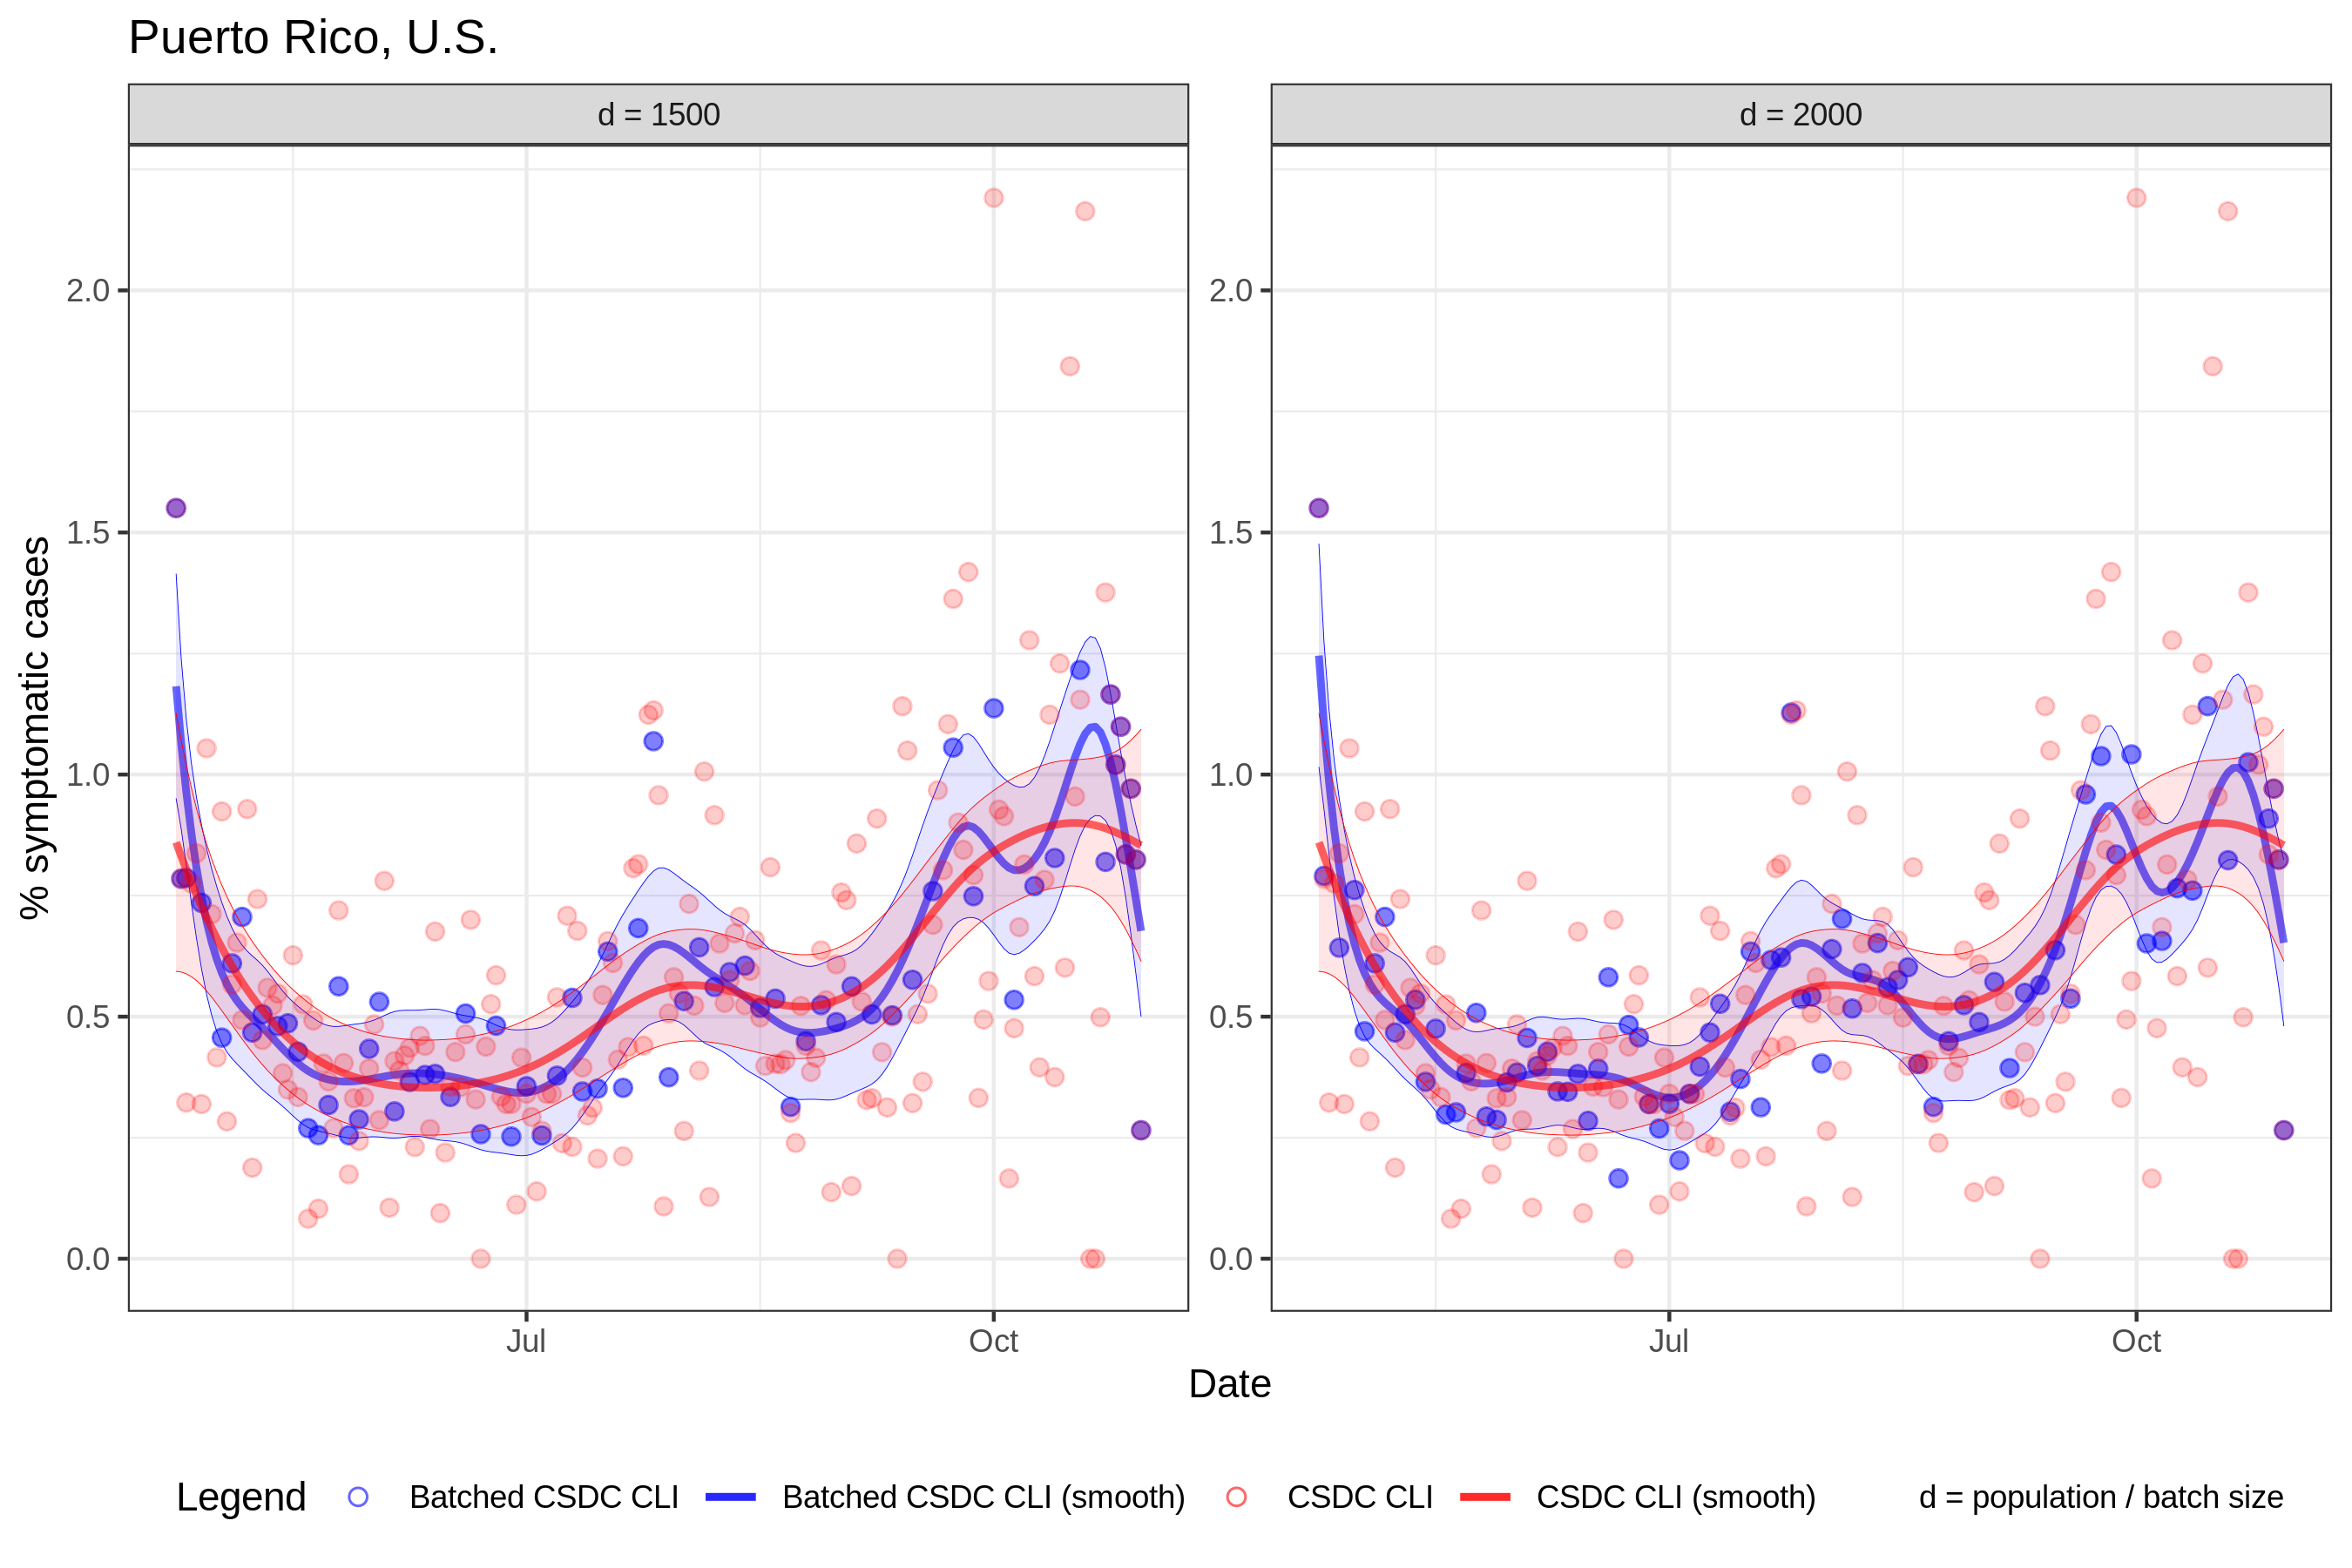 Puerto Rico, U.S.
d = 1500
d = 2000
% symptomatic cases
2.0
1.5
1.0
0.5
0.0
2.0
1.5
1.0
0.5
0.0
Jul
Oct
Jul
Oct
Date
Legend
Batched CSDC CLI
Batched CSDC CLI (smooth)
CSDC CLI
CSDC CLI (smooth)
d = population / batch size